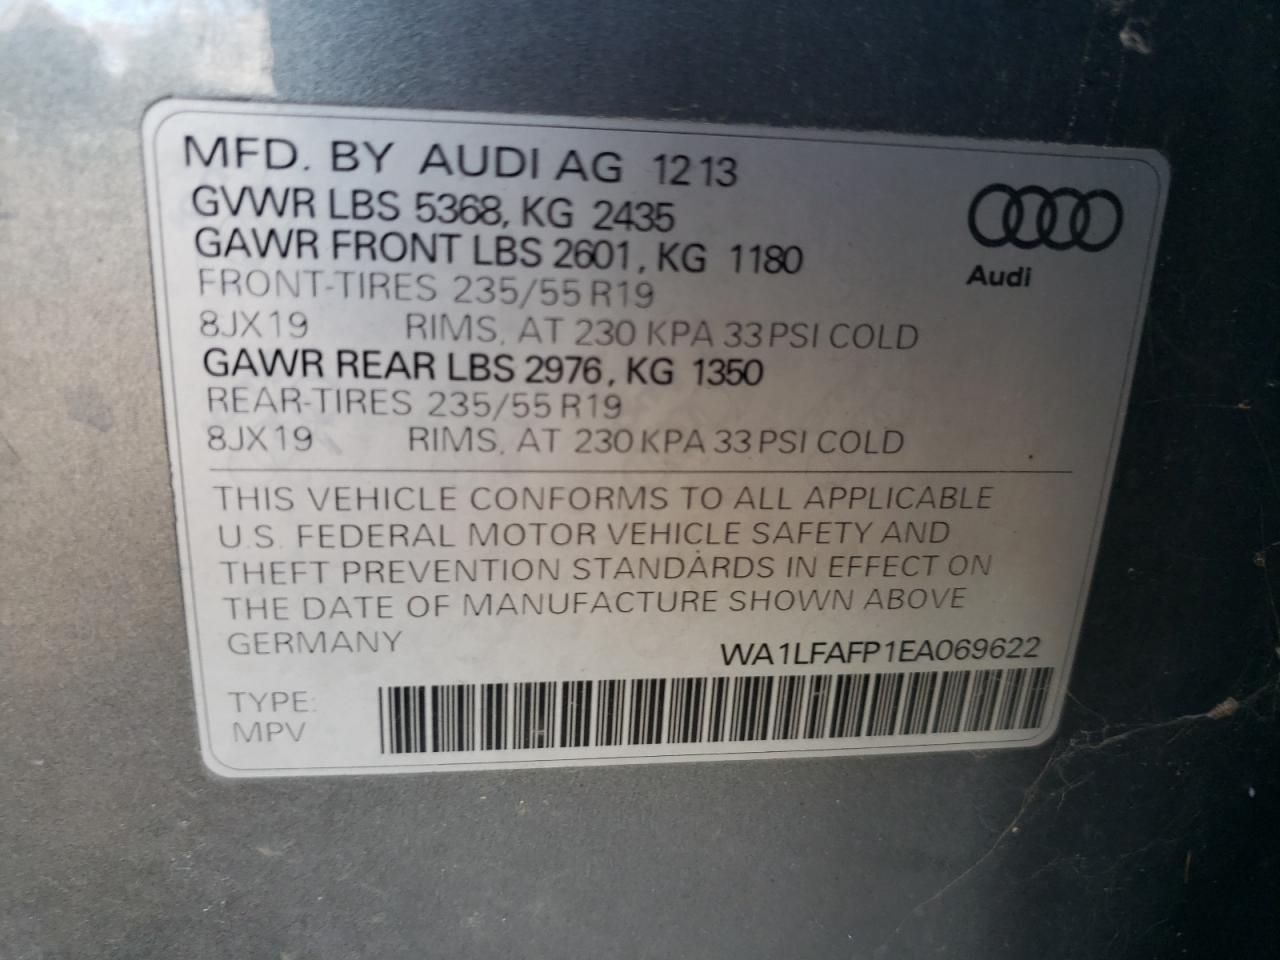 MFD. BY AUDI AG 12 13
GVWR LBS 5368, KG 2435
GAWR FRONT LBS 2601, KG 1180
FRONT-TIRES 235/55 R19
8JX19 RIMS, AT 230 KPA 33 PSI COLD
GAWR REAR LBS 2976, KG 1350
REAR-TIRES 235/55 R19
8JX19 RIMS, AT 230 KPA 33 PSI COLD
Audi
THIS VEHICLE CONFORMS TO ALL APPLICABLE
U.S. FEDERAL MOTOR VEHICLE SAFETY AND
THEFT PREVENTION STANDARDS IN EFFECT ON
THE DATE OF MANUFACTURE SHOWN ABOVE
GERMANY
WA1LFAFP1EA069622
TYPE:
MPV